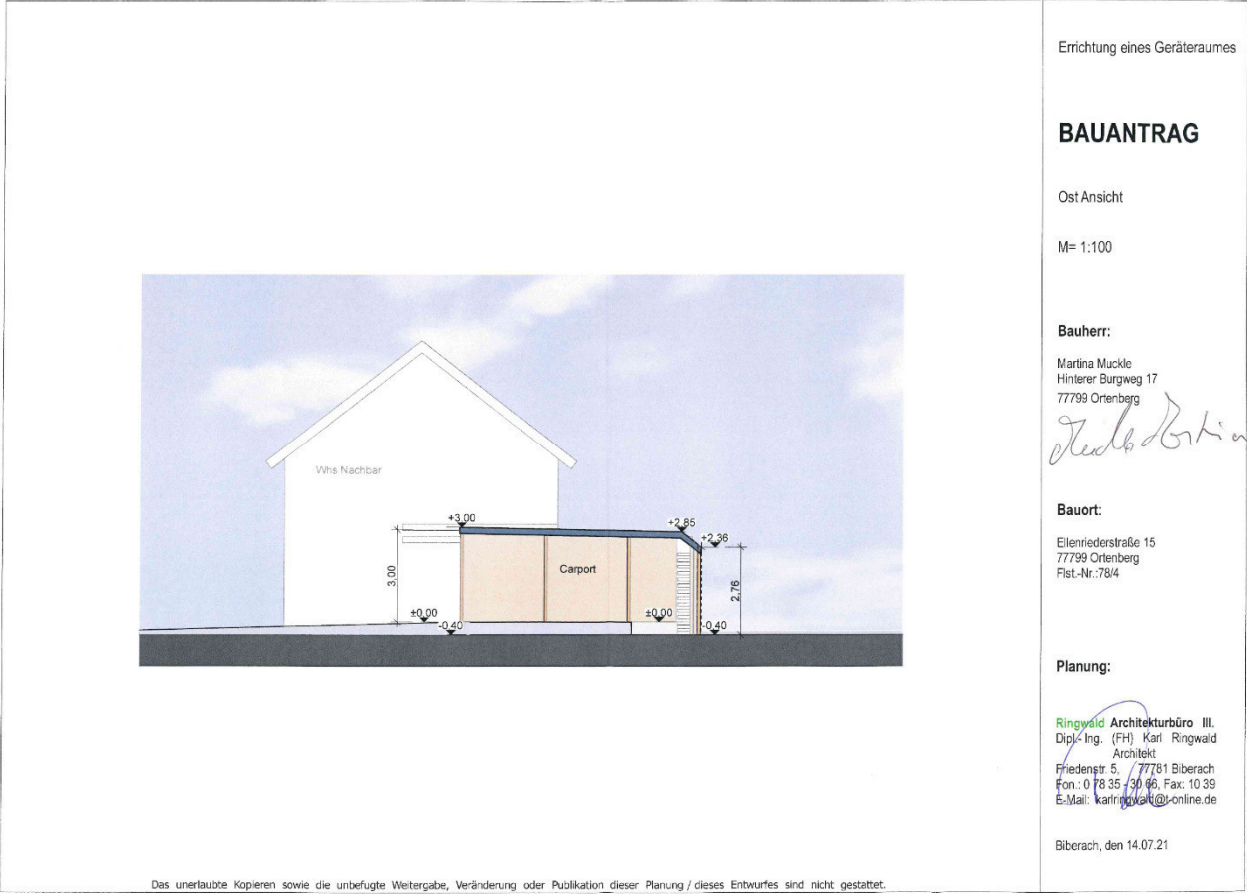 Errichtung eines Geräteraumes
BAUANTRAG
Ost Ansicht
M= 1:100
Bauherr:
Martina Muckle
Hinterer Burgweg 17
77799 Ortenberg
Bauort:
Ellenriederstraße 15
77799 Ortenberg
Flst.-Nr.:78/4
Planung:
Ringwald Architekturbüro III.
Dipl.- Ing. (FH) Karl Ringwald
Architekt
Friedenstr. 5, 77781 Biberach
Fon.: 0 78 35 - 30 66, Fax: 10 39
E-Mail: karlringwald@t-online.de
Biberach, den 14.07.21
Whs Nachbar
+3.00
+2,85
+2,36
Carport
3,00
2,76
±0,00
±0,00
-0,40
-0,40
Das unerlaubte Kopieren sowie die unbefugte Weitergabe, Veränderung oder Publikation dieser Planung / dieses Entwurfes sind nicht gestattet.